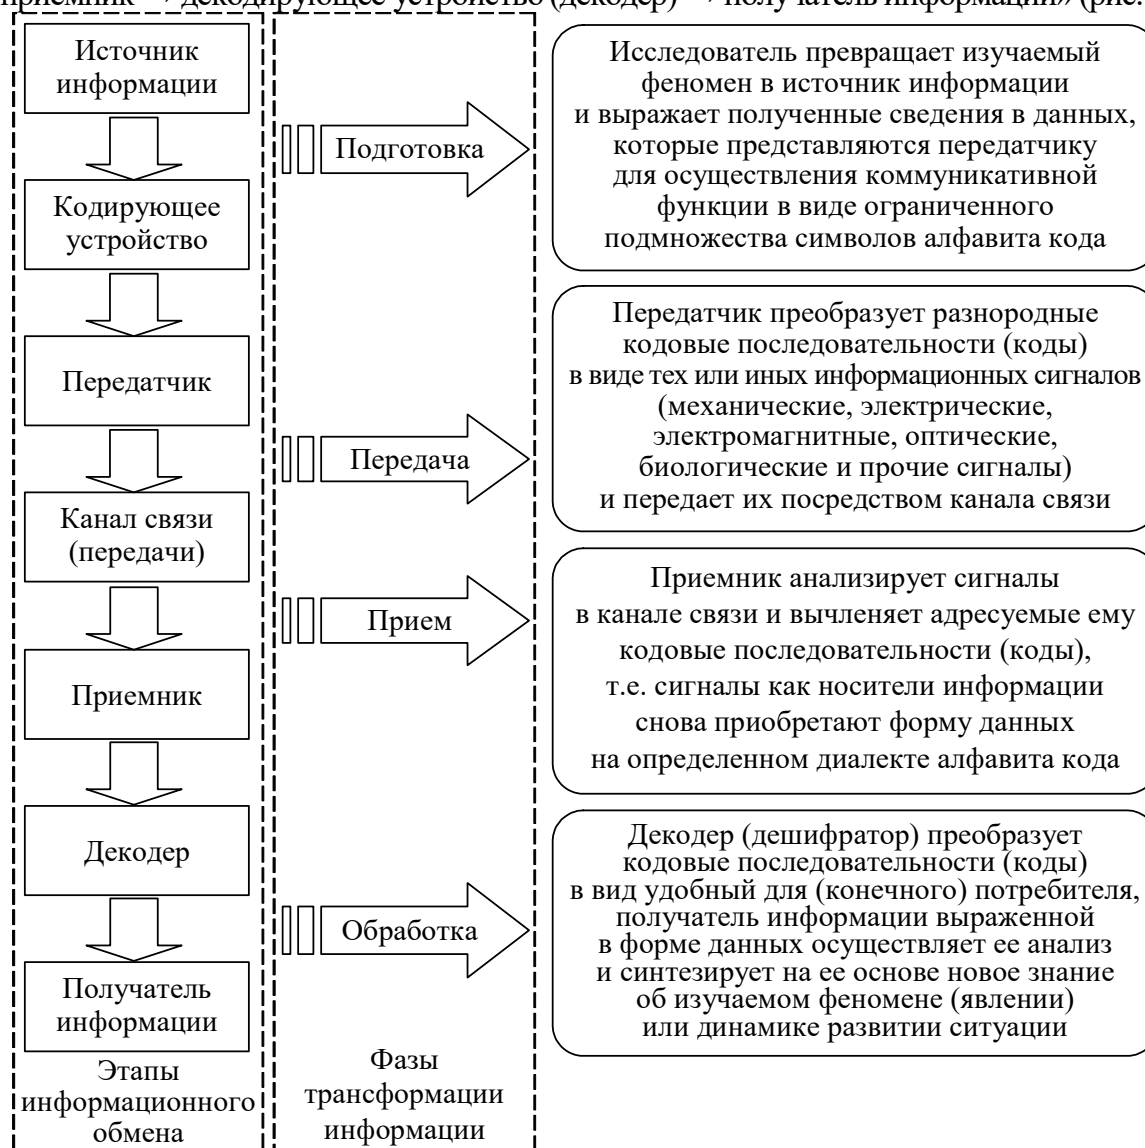 приемник → декодирующее устройство (декодер) → получатель информации» (рис.
Источник
информации
Кодирующее
устройство
Передатчик
Канал связи
(передачи)
Приемник
Декодер
Получатель
информации
Этапы
информационного
обмена
Подготовка
Передача
Прием
Обработка
Фазы
трансформации
информации
Исследователь превращает изучаемый
феномен в источник информации
и выражает полученные сведения в данных,
которые представляются передатчику
для осуществления коммуникативной
функции в виде ограниченного
подмножества символов алфавита кода
Передатчик преобразует разнородные
кодовые последовательности (коды)
в виде тех или иных информационных сигналов
(механические, электрические,
электромагнитные, оптические,
биологические и прочие сигналы)
и передает их посредством канала связи
Приемник анализирует сигналы
в канале связи и вычленяет адресуемые ему
кодовые последовательности (коды),
т.е. сигналы как носители информации
снова приобретают форму данных
на определенном диалекте алфавита кода
Декодер (дешифратор) преобразует
кодовые последовательности (коды)
в вид удобный для (конечного) потребителя,
получатель информации выраженной
в форме данных осуществляет ее анализ
и синтезирует на ее основе новое знание
об изучаемом феномене (явлении)
или динамике развитии ситуации